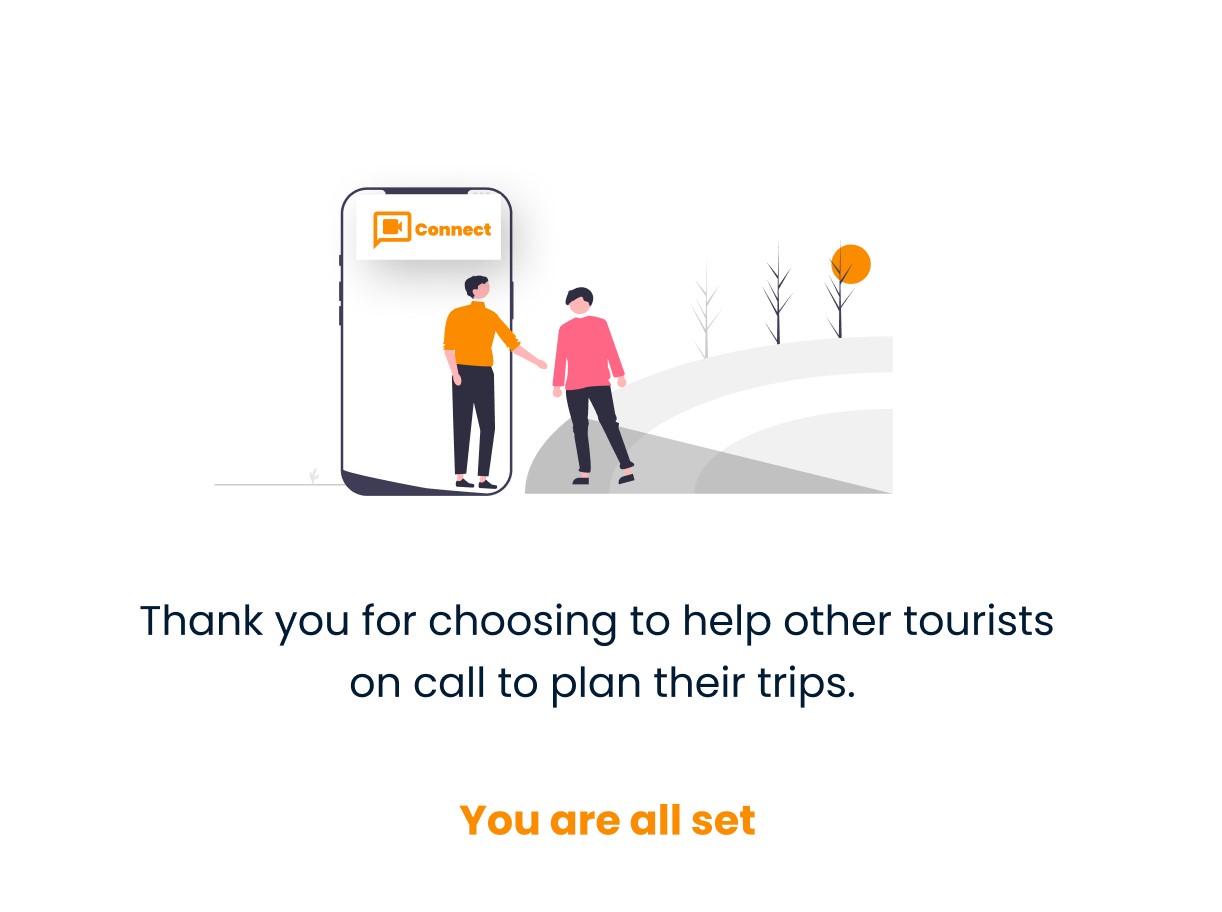 Connect
Thank you for choosing to help other tourists
on call to plan their trips.
You are all set